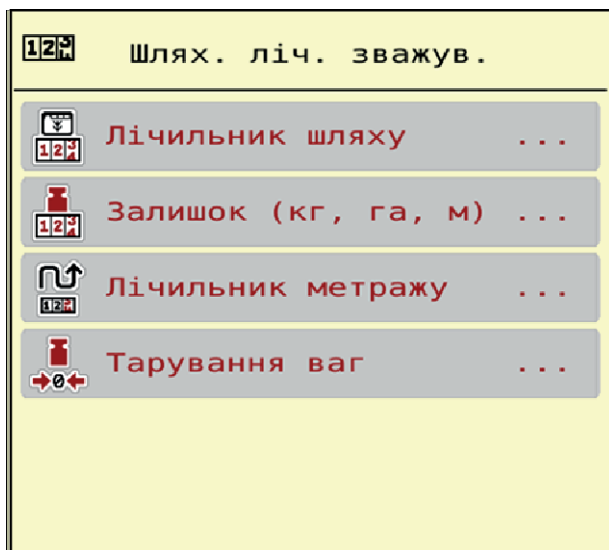 Шлях. ліч. зважув.
Лічильник шляху ...
Залишок (кг, га, м) ...
Лічильник метражу ...
Тарування ваг ...